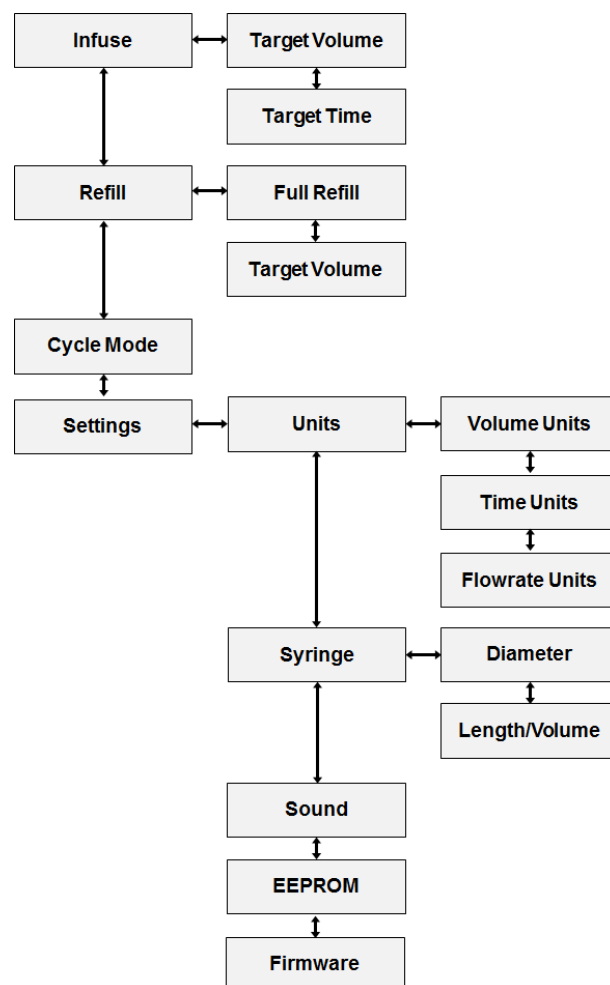 Infuse
Target Volume
Target Time
Refill
Full Refill
Target Volume
Cycle Mode
Settings
Units
Volume Units
Time Units
Flowrate Units
Syringe
Diameter
Length/Volume
Sound
EEPROM
Firmware